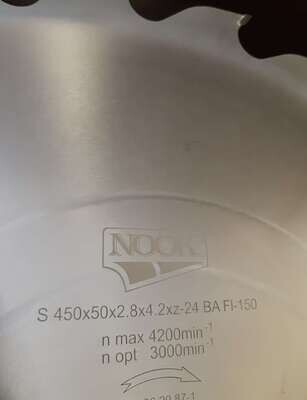 NOOK
S 450x50x2.8x4.2xz-24 BA FI-150
n max 4200min⁻¹
n opt 3000min⁻¹